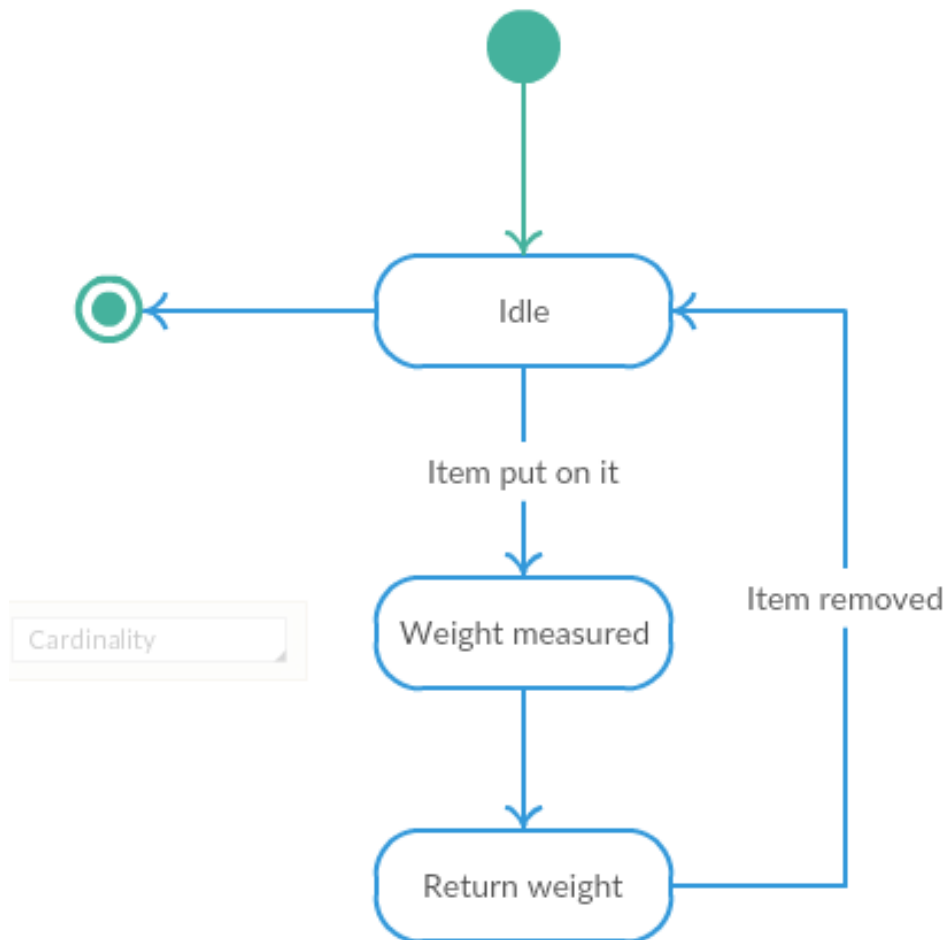 Idle
Item put on it
Item removed
Cardinality
Weight measured
Return weight